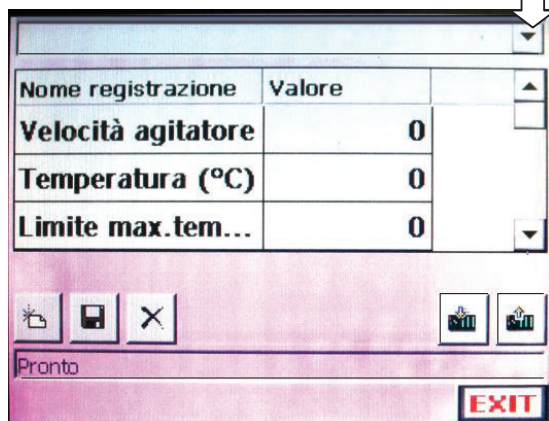 Nome registrazione Valore
Velocità agitatore 0
Temperatura (°C) 0
Limite max.tem... 0
Pronto
EXIT